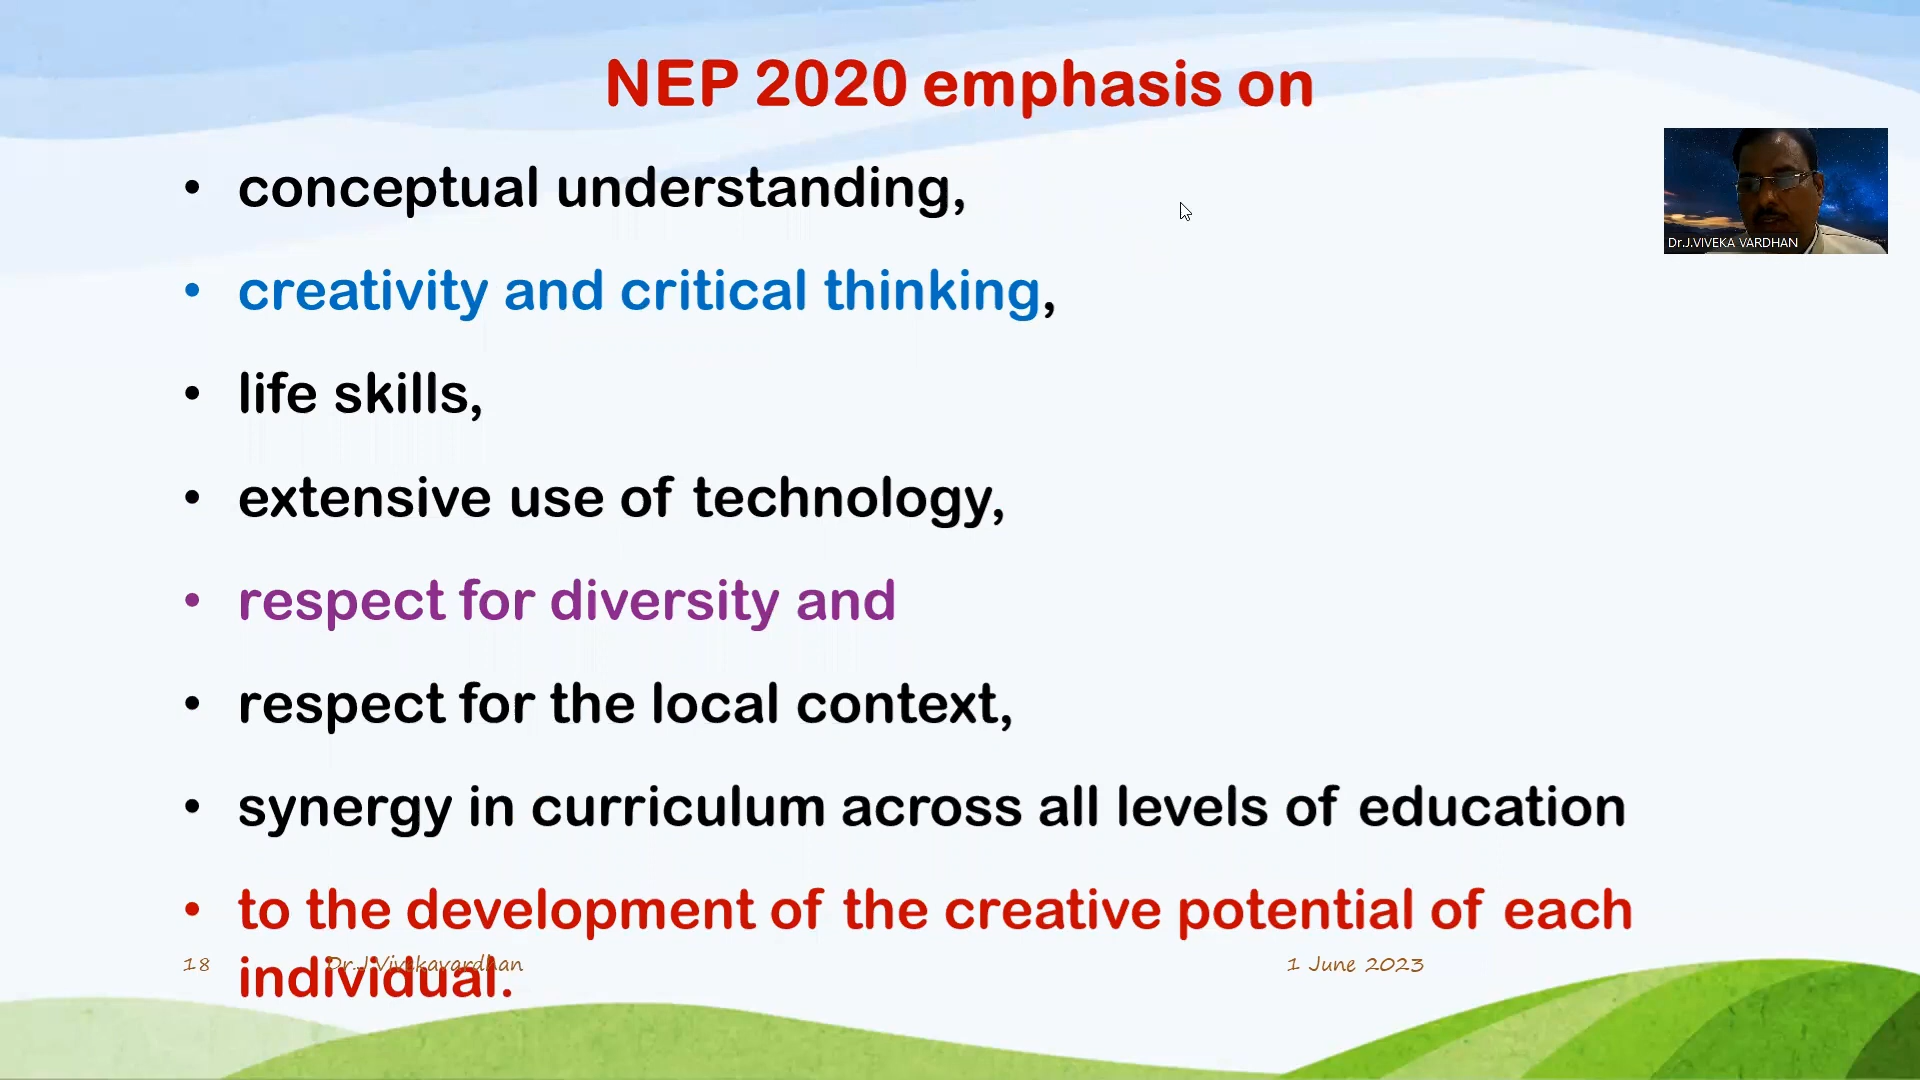 NEP 2020 emphasis on
• conceptual understanding,
• creativity and critical thinking,
• life skills,
• extensive use of technology,
• respect for diversity and
• respect for the local context,
• synergy in curriculum across all levels of education
• to the development of the creative potential of each
individual.
Dr.J.VIVEKA VARDHAN
18
Dr.J Vivekavardhan
1 June 2023